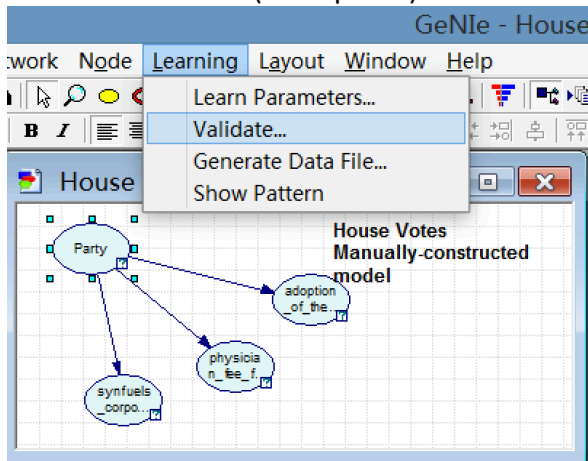 GeNIe - House
twork Node Learning Layout Window Help
B I
Learn Parameters...
Validate...
Generate Data File...
Show Pattern
House
House Votes
Manually-constructed
model
Party
adoption
_of_the...
physicia
n_fee_f...
synfuels
_corpo...